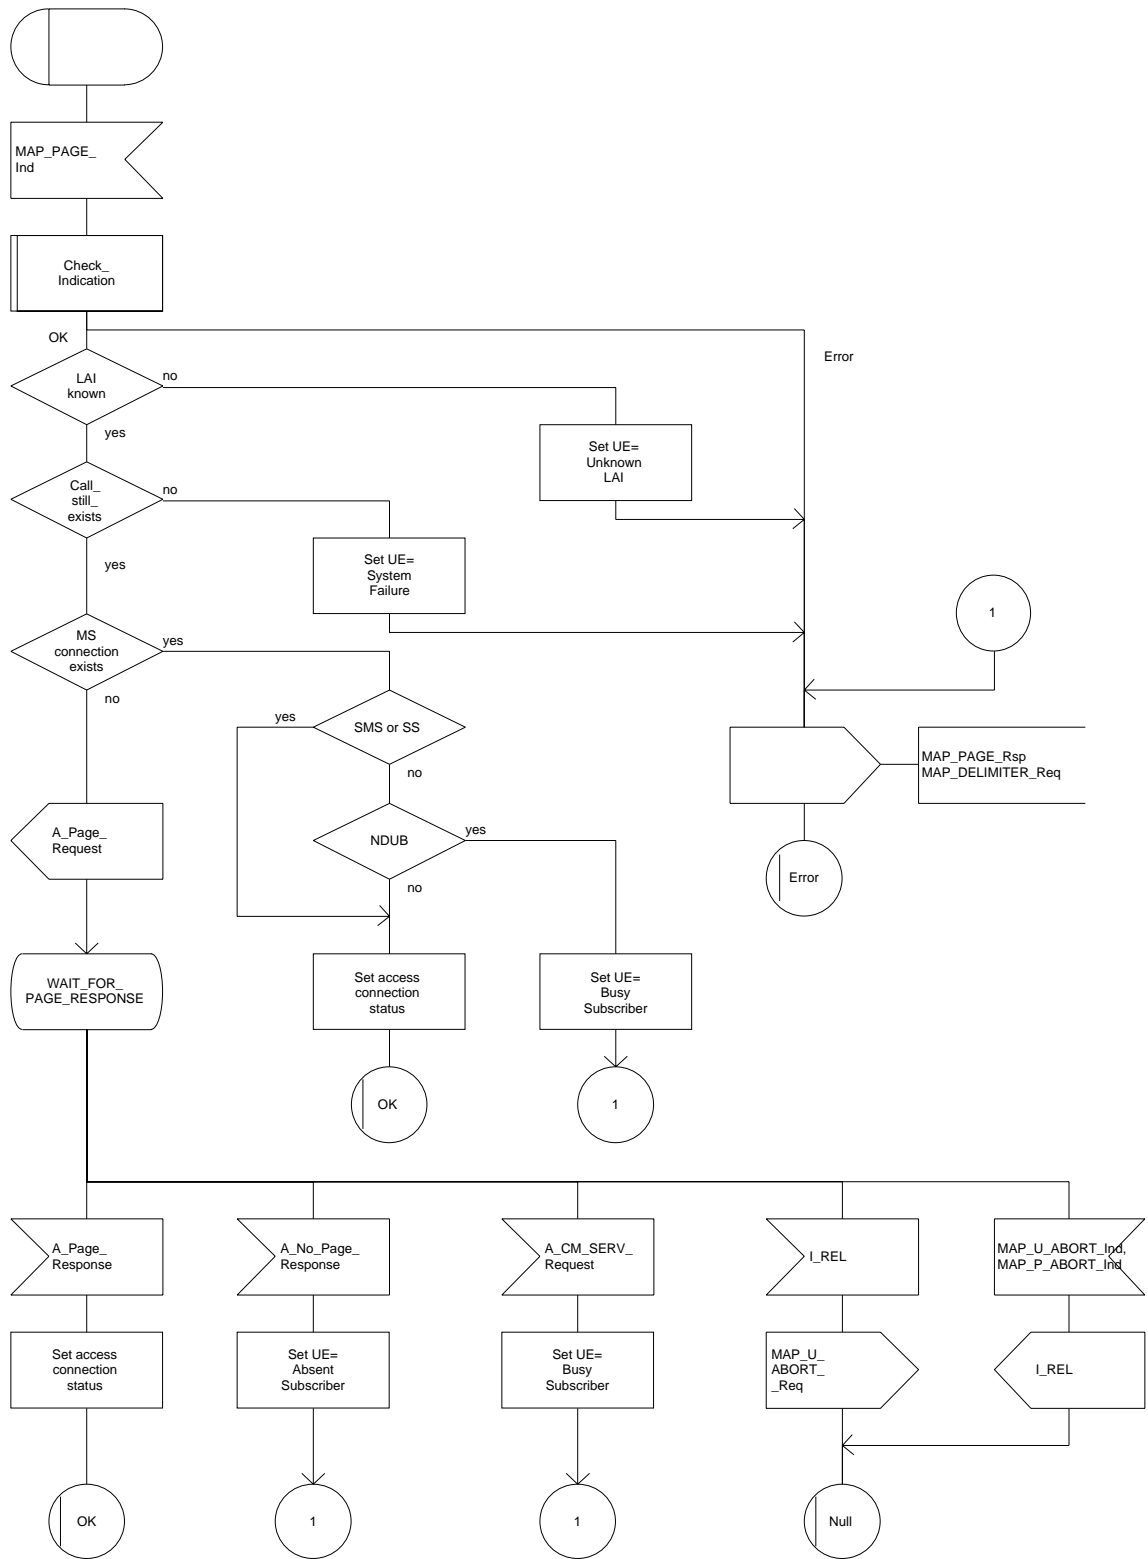 MAP_PAGE_
Ind
Check_
Indication
OK
Error
LAI
known
no
yes
Set UE=
Unknown
LAI
Call_
still_
exists
no
yes
Set UE=
System
Failure
1
MS
connection
exists
yes
no
yes
SMS or SS
no
MAP_PAGE_Rsp
MAP_DELIMITER_Req
A_Page_
Request
NDUB
yes
no
Error
WAIT_FOR_
PAGE_RESPONSE
Set access
connection
status
Set UE=
Busy
Subscriber
OK
1
A_Page_
Response
A_No_Page_
Response
A_CM_SERV_
Request
I_REL
MAP_U_ABORT_Ind,
MAP_P_ABORT_Ind
Set access
connection
status
Set UE=
Absent
Subscriber
Set UE=
Busy
Subscriber
MAP_U_
ABORT_
_Req
I_REL
OK
1
1
Null